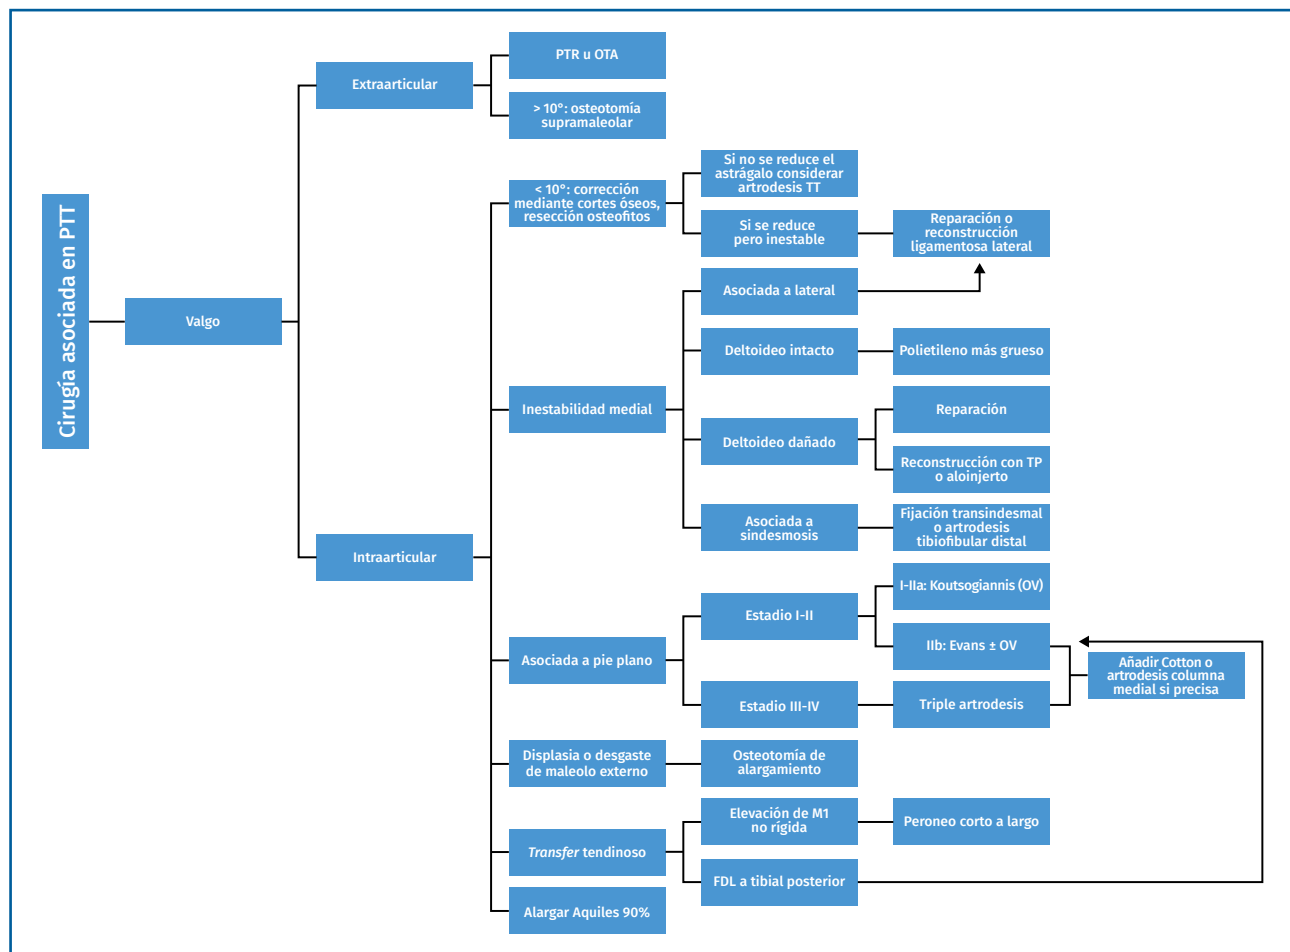 Cirugía asociada en PTT
Valgo
Extraarticular
PTR u OTA
> 10°: osteotomía
supramaleolar
Intraarticular
< 10°: corrección
mediante cortes óseos,
resección osteofitos
Si no se reduce el
astrágalo considerar
artrodesis TT
Si se reduce
pero inestable
Reparación o
reconstrucción
ligamentosa lateral
Inestabilidad medial
Asociada a lateral
Deltoideo intacto
Polietileno más grueso
Deltoideo dañado
Reparación
Reconstrucción con TP
o aloinjerto
Asociada a
sindesmosis
Fijación transindesmal
o artrodesis
tibiofibular distal
Asociada a pie plano
Estadio I-II
I-IIa: Koutsogiannis (OV)
IIb: Evans ± OV
Estadio III-IV
Triple artrodesis
Añadir Cotton o
artrodesis columna
medial si precisa
Displasia o desgaste
de maleolo externo
Osteotomía de
alargamiento
Transfer tendinoso
Elevación de M1
no rígida
Peroneo corto a largo
FDL a tibial posterior
Alargar Aquiles 90%